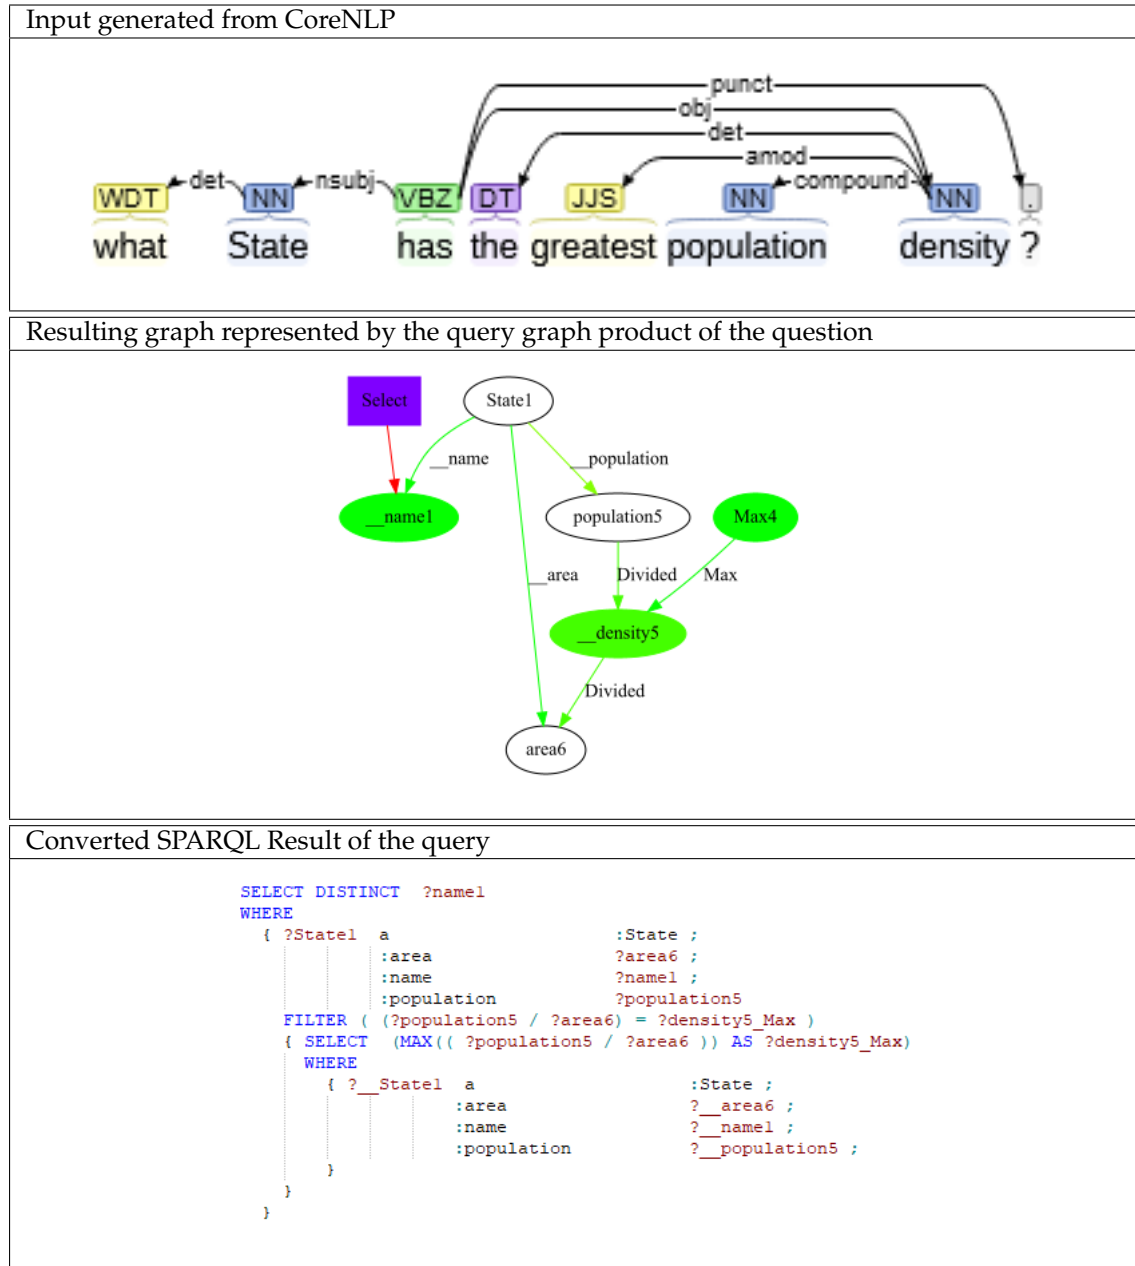 Input generated from CoreNLP
punct
obj
det
amod
det nsubj compound
WDT NN VBZ DT JJS NN NN .
what State has the greatest population density ?
Resulting graph represented by the query graph product of the question
Select State1
__name __population
__name1 population5 Max4
__area Divided Max
__density5
Divided
area6
Converted SPARQL Result of the query
SELECT DISTINCT ?name1
WHERE
{ ?State1 a :State ;
:area ?area6 ;
:name ?name1 ;
:population ?population5
FILTER ( (?population5 / ?area6) = ?density5_Max )
{ SELECT (MAX(( ?population5 / ?area6 )) AS ?density5_Max)
WHERE
{ ?__State1 a :State ;
:area ?__area6 ;
:name ?__name1 ;
:population ?__population5 ;
}
}
}